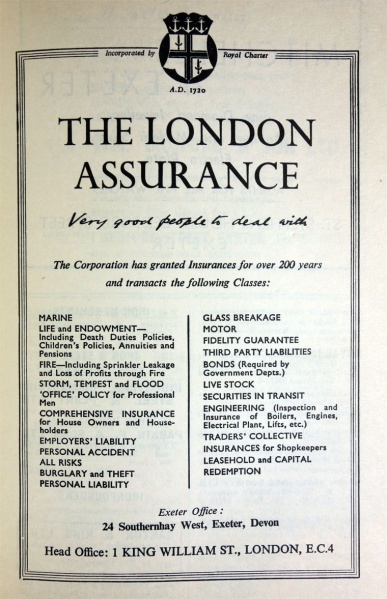 Incorporated by Royal Charter
A.D. 1720
THE LONDON
ASSURANCE
Very good people to deal with
The Corporation has granted Insurances for over 200 years
and transacts the following Classes:
MARINE
LIFE and ENDOWMENT—
Including Death Duties Policies,
Children's Policies, Annuities and
Pensions
FIRE—Including Sprinkler Leakage
and Loss of Profits through Fire
STORM, TEMPEST and FLOOD
'OFFICE' POLICY for Professional
Men
COMPREHENSIVE INSURANCE
for House Owners and House-
holders
EMPLOYERS' LIABILITY
PERSONAL ACCIDENT
ALL RISKS
BURGLARY and THEFT
PERSONAL LIABILITY
GLASS BREAKAGE
MOTOR
FIDELITY GUARANTEE
THIRD PARTY LIABILITIES
BONDS (Required by
Government Depts.)
LIVE STOCK
SECURITIES IN TRANSIT
ENGINEERING (Inspection and
Insurance of Boilers, Engines,
Electrical Plant, Lifts, etc.)
TRADERS' COLLECTIVE
INSURANCES for Shopkeepers
LEASEHOLD and CAPITAL
REDEMPTION
Exeter Office :
24 Southernhay West, Exeter, Devon
Head Office: 1 KING WILLIAM ST., LONDON, E.C.4